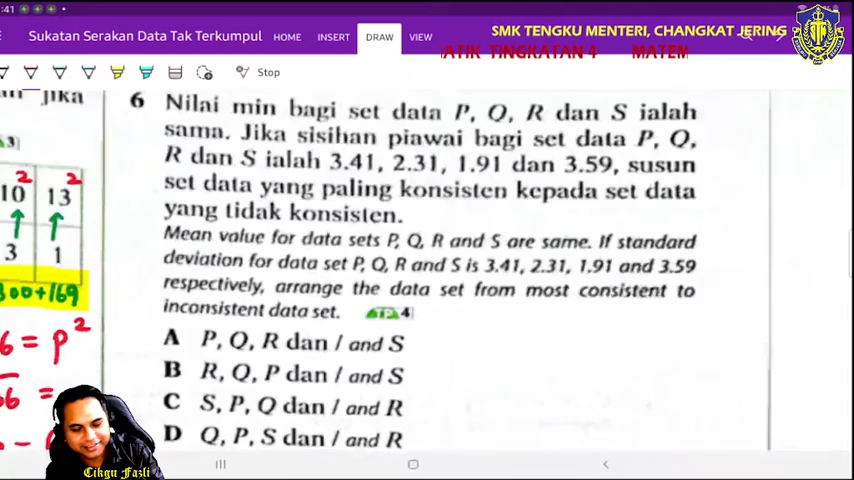 :41
SMK TENGKU MENTERI, CHANGKAT JERING
Sukatan Serakan Data Tak Terkumpul HOME INSERT DRAW VIEW
ATIK TINGKATAN 4 MATEM
Stop
jika
3
10² 13²
3 1
300+169
6 = P²
6 Nilai min bagi set data P, Q, R dan S ialah
sama. Jika sisihan piawai bagi set data P, Q,
R dan S ialah 3.41, 2.31, 1.91 dan 3.59, susun
set data yang paling konsisten kepada set data
yang tidak konsisten.
Mean value for data sets P, Q, R and S are same. If standard
deviation for data set P, Q, R and S is 3.41, 2.31, 1.91 and 3.59
respectively, arrange the data set from most consistent to
inconsistent data set. TP 4
A P, Q, R dan / and S
B R, Q, P dan / and S
C S, P, Q dan / and R
D Q, P, S dan / and R
Cikgu Fazli